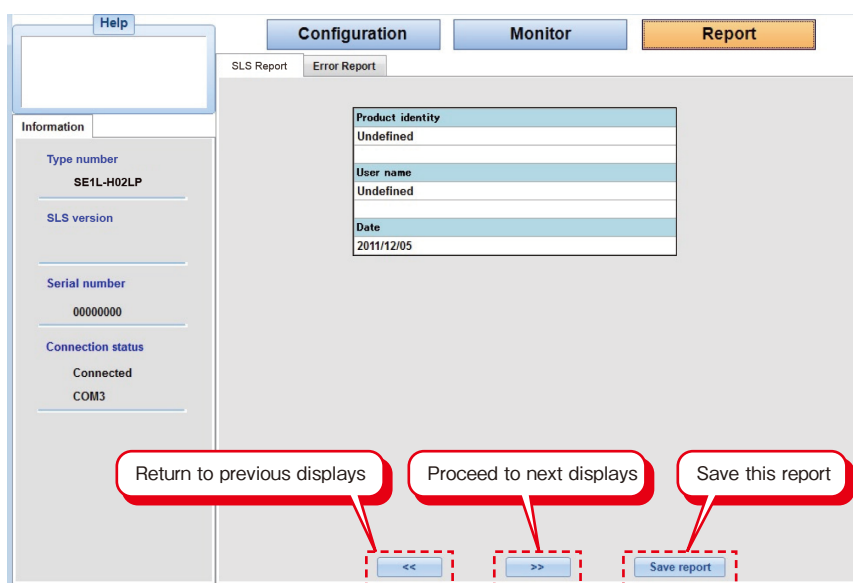 Help
Configuration
Monitor
Report
SLS Report
Error Report
Information
Type number
SE1L-H02LP
SLS version
Serial number
00000000
Connection status
Connected
COM3
Product identity
Undefined
User name
Undefined
Date
2011/12/05
Return to previous displays
Proceed to next displays
Save this report
<<
>>
Save report